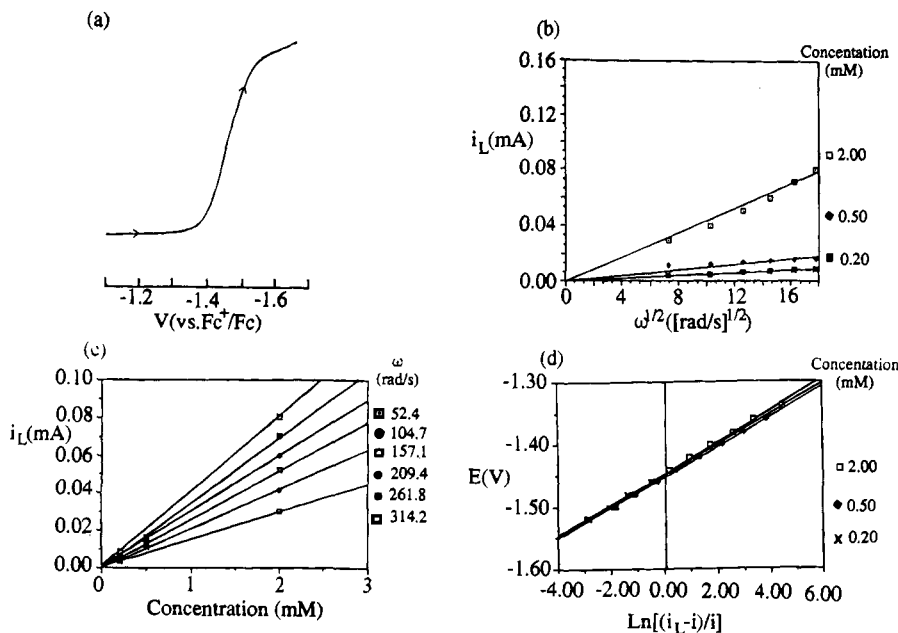 (a)
-1.2 -1.4 -1.6
V(vs.Fc⁺/Fc)
(b)
Concentation
(mM)
0.16
0.12
0.08
0.04
0.00
i_L(mA)
2.00
0.50
0.20
0 4 8 12 16
ω^1/2([rad/s]^1/2)
(c)
ω
(rad/s)
0.10
0.08
0.06
0.04
0.02
0.00
i_L(mA)
52.4
104.7
157.1
209.4
261.8
314.2
0 1 2 3
Concentration (mM)
(d)
Concentation
(mM)
-1.30
-1.40
-1.50
-1.60
E(V)
2.00
0.50
0.20
-4.00 -2.00 0.00 2.00 4.00 6.00
Ln[(i_L-i)/i]